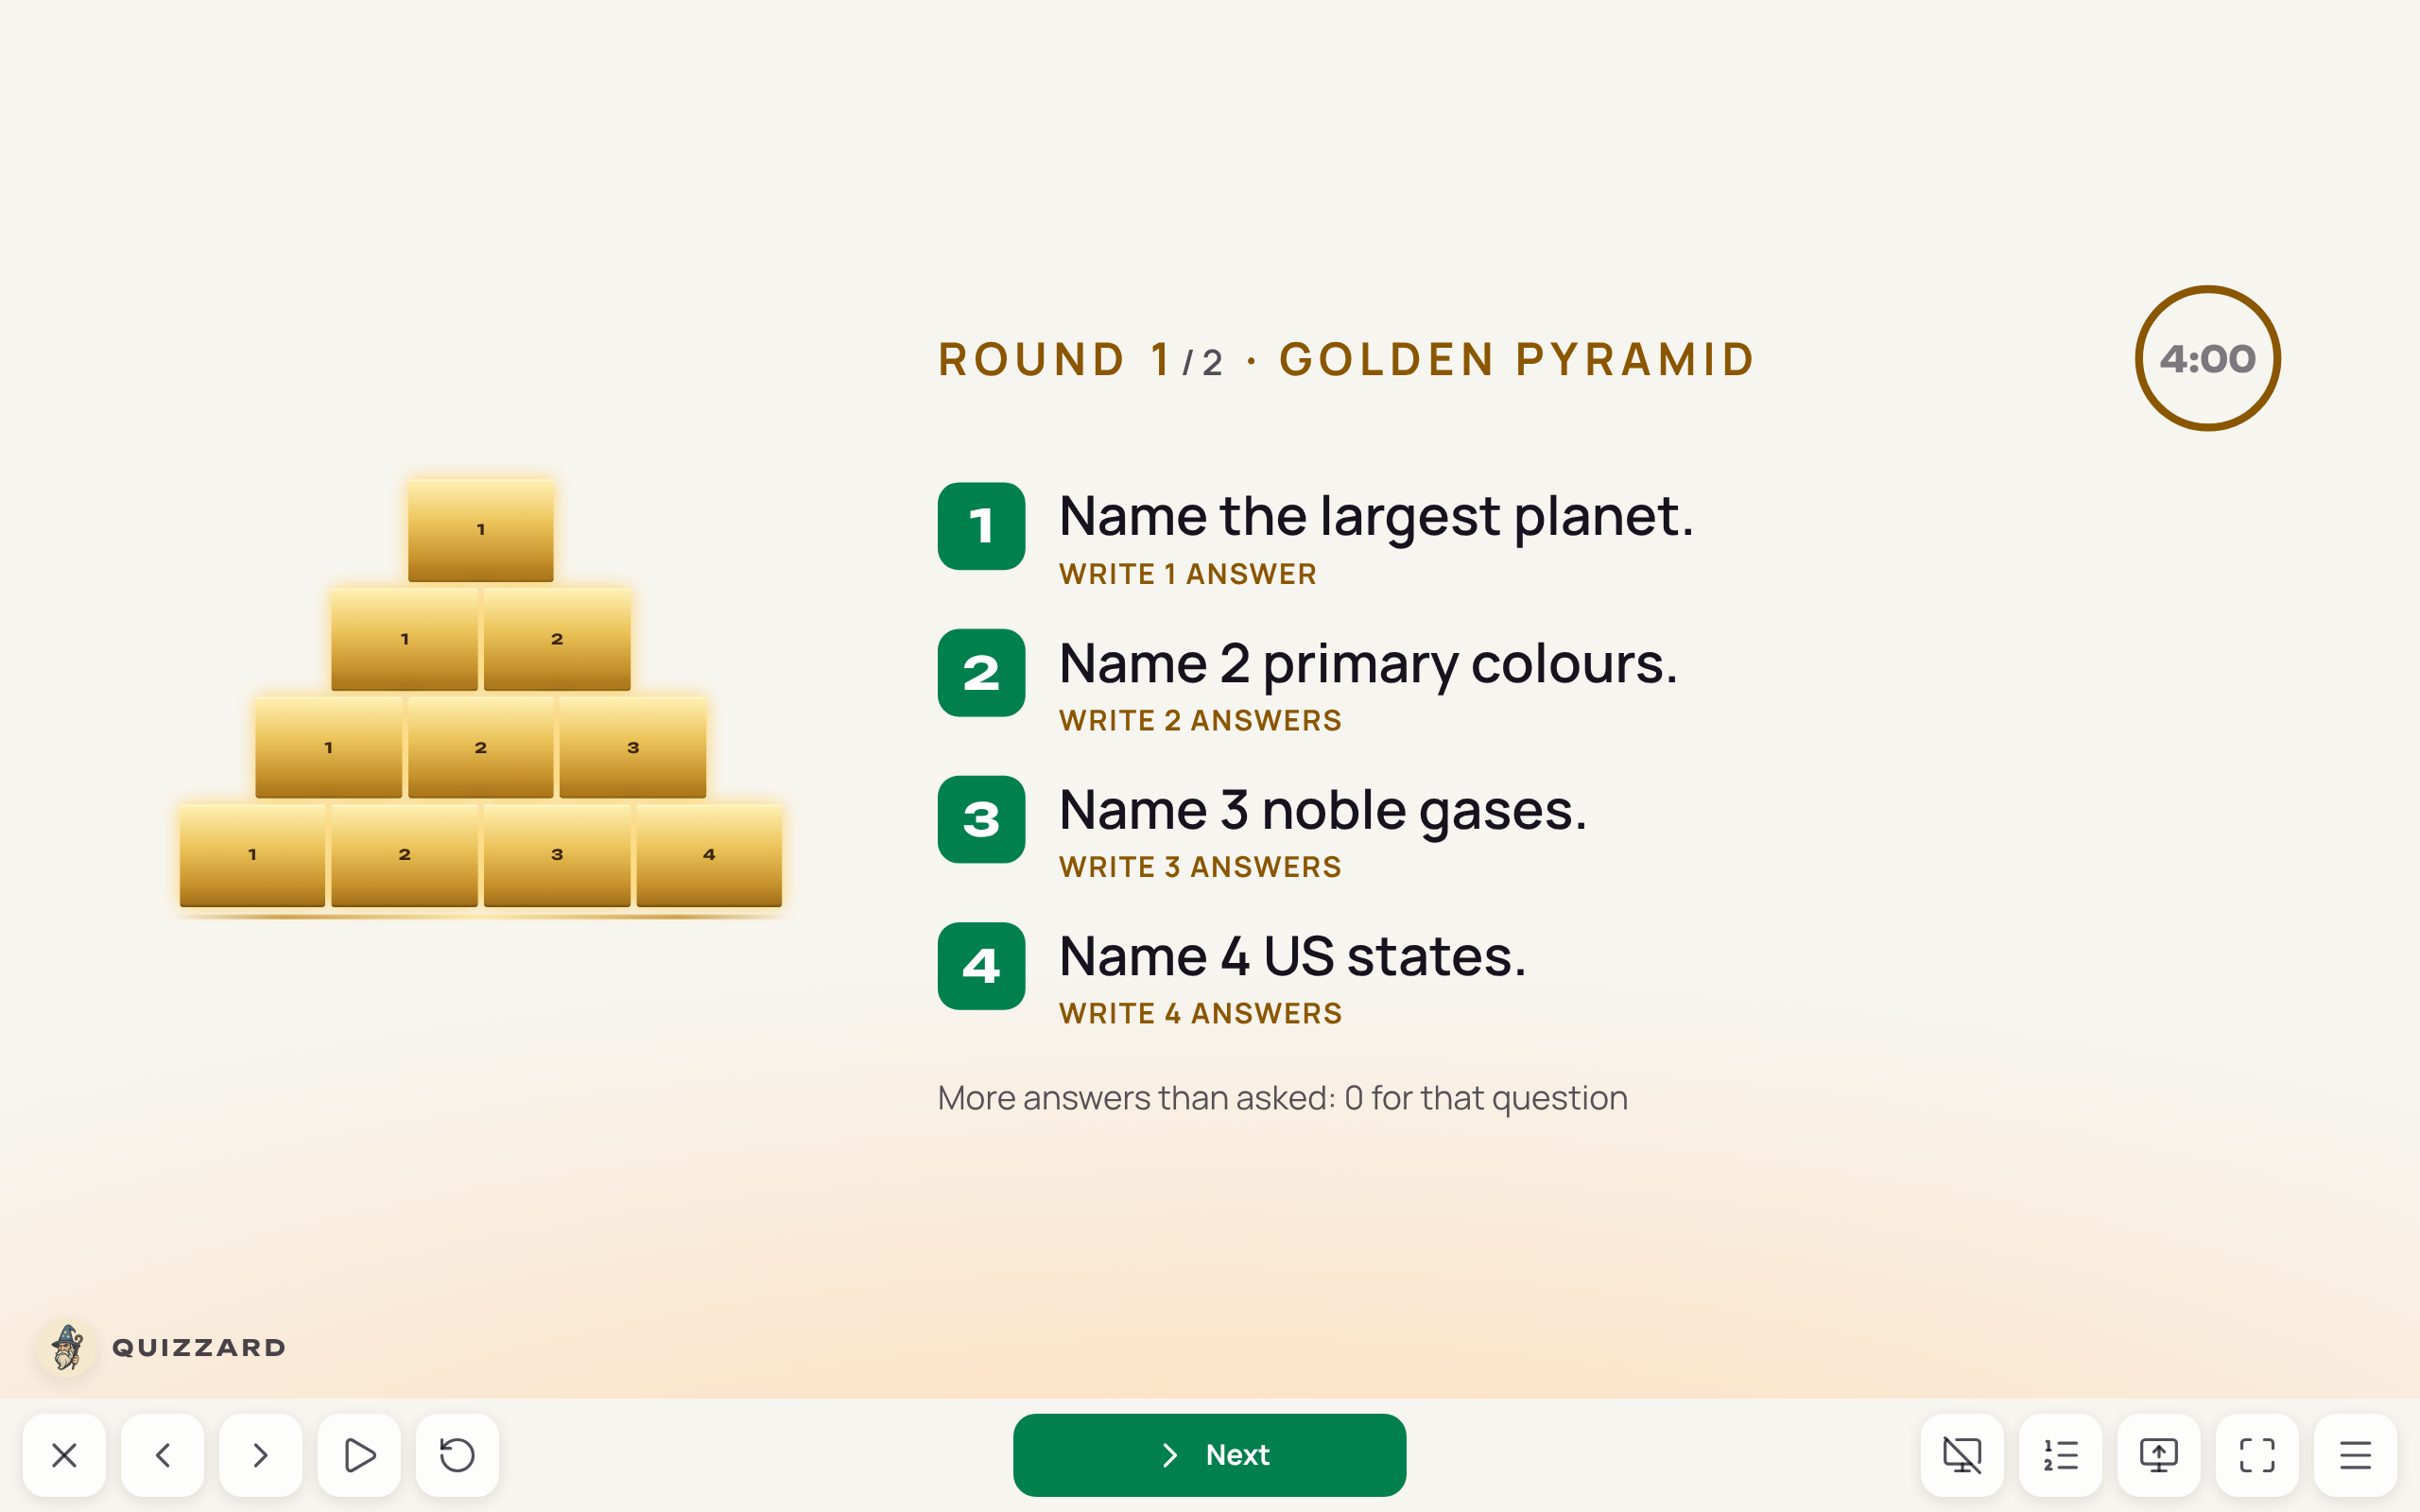 ROUND 1/2 · GOLDEN PYRAMID
4:00
1
1 2
1 2 3
1 2 3 4
1 Name the largest planet.
WRITE 1 ANSWER
2 Name 2 primary colours.
WRITE 2 ANSWERS
3 Name 3 noble gases.
WRITE 3 ANSWERS
4 Name 4 US states.
WRITE 4 ANSWERS
More answers than asked: 0 for that question
QUIZZARD
Next
1
2